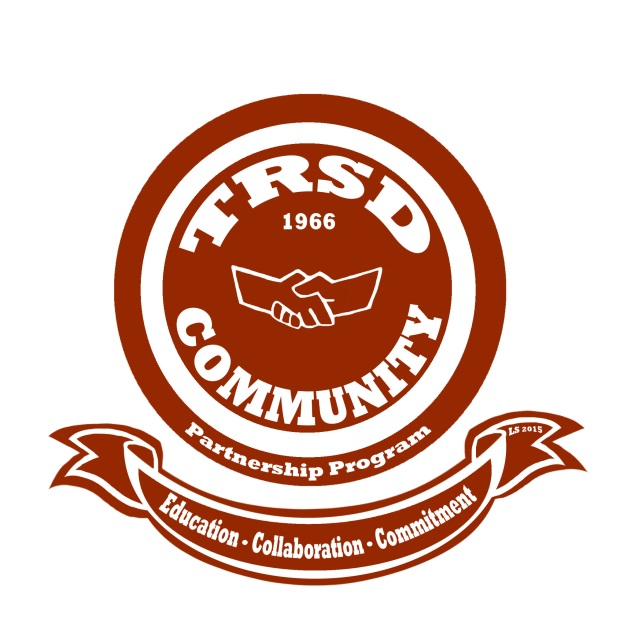 TRSD
1966
COMMUNITY
Partnership Program
LS 2015
Education - Collaboration - Commitment